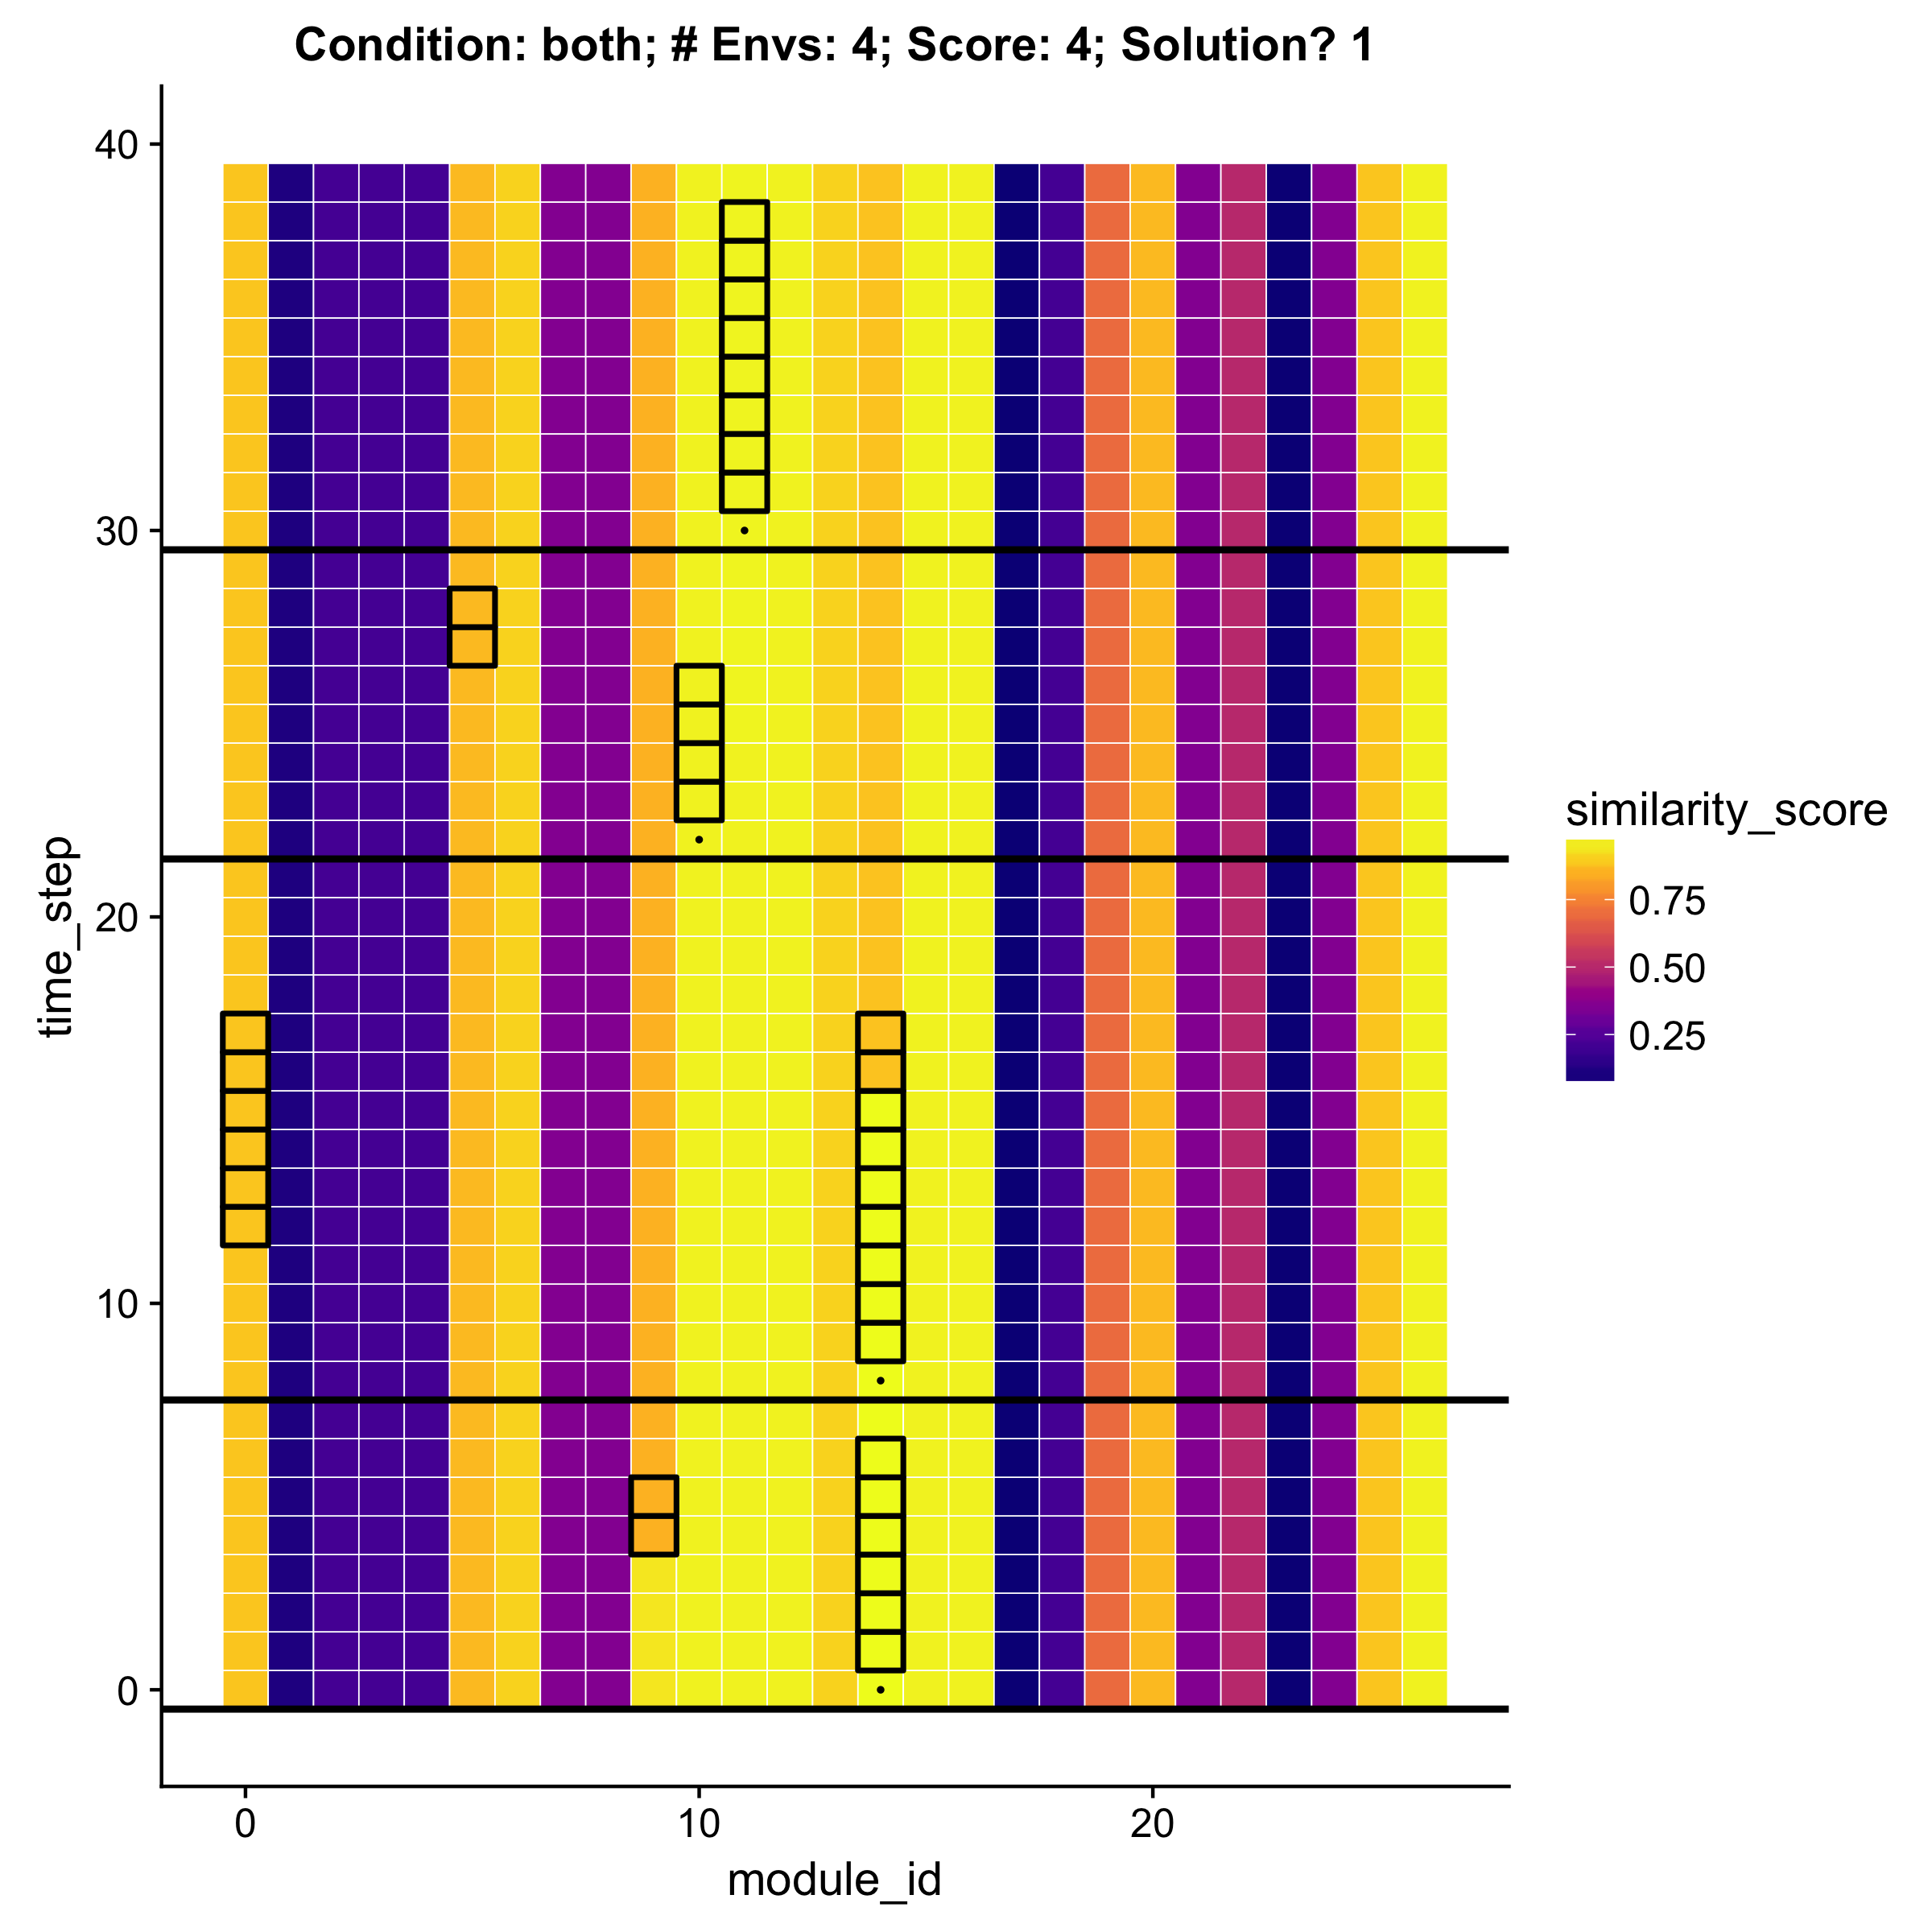 Condition: both; # Envs: 4; Score: 4; Solution? 1
40
30
20
10
0
time_step
0 10 20
module_id
similarity_score
0.75
0.50
0.25